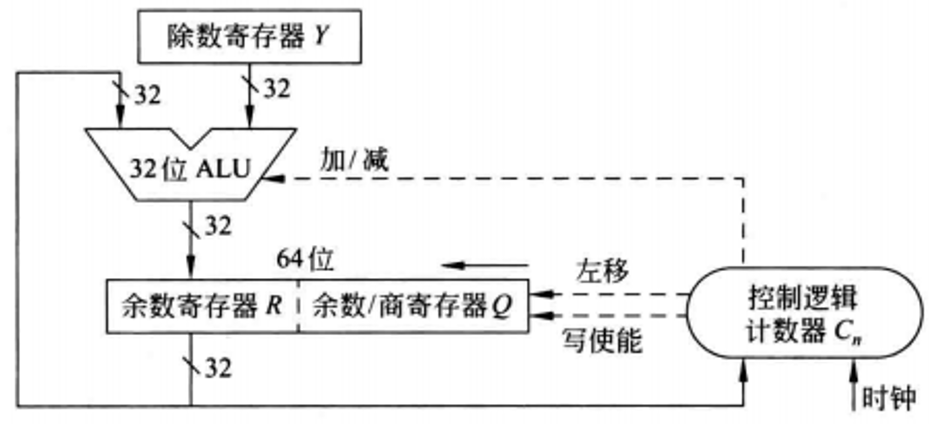 除数寄存器 Y
32
32
32位 ALU
加/减
32
64位
余数寄存器 R
余数/商寄存器 Q
左移
写使能
控制逻辑
计数器 Cn
32
时钟